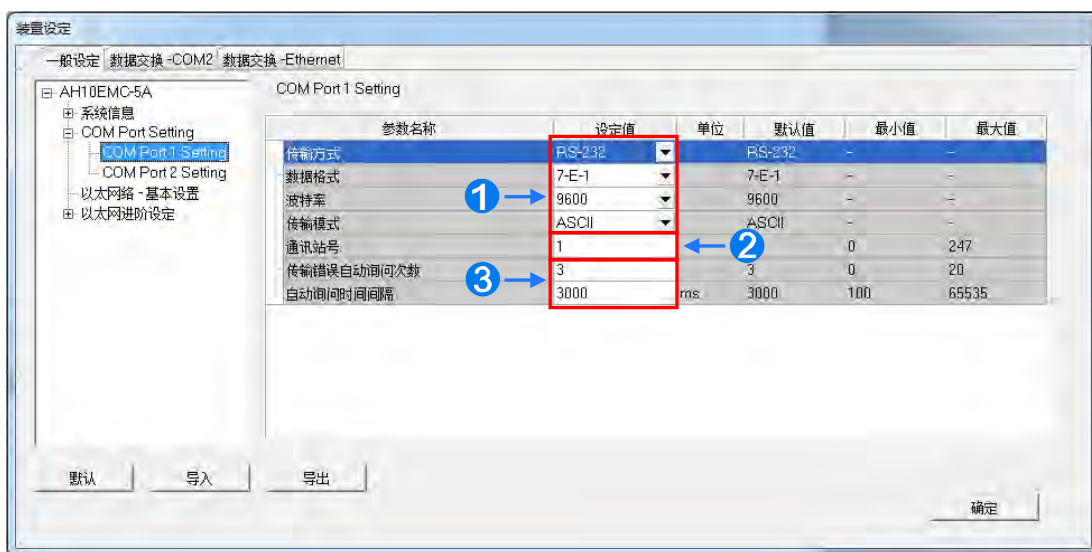 装置设定
一般设定 数据交换 -COM2 数据交换 -Ethernet
AH10EMC-5A
系统信息
COM Port Setting
COM Port 1 Setting
COM Port 2 Setting
以太网络 - 基本设置
以太网进阶设定
COM Port 1 Setting
参数名称 设定值 单位 默认值 最小值 最大值
传输方式 RS-232 RS-232 - -
数据格式 7-E-1 7-E-1 - -
波特率 9600 9600 - -
传输模式 ASCII ASCII - -
通讯站号 1 0 247
传输错误自动询问次数 3 3 0 20
自动询问时间间隔 3000 ms 3000 100 65535
1
2
3
默认 导入 导出
确定